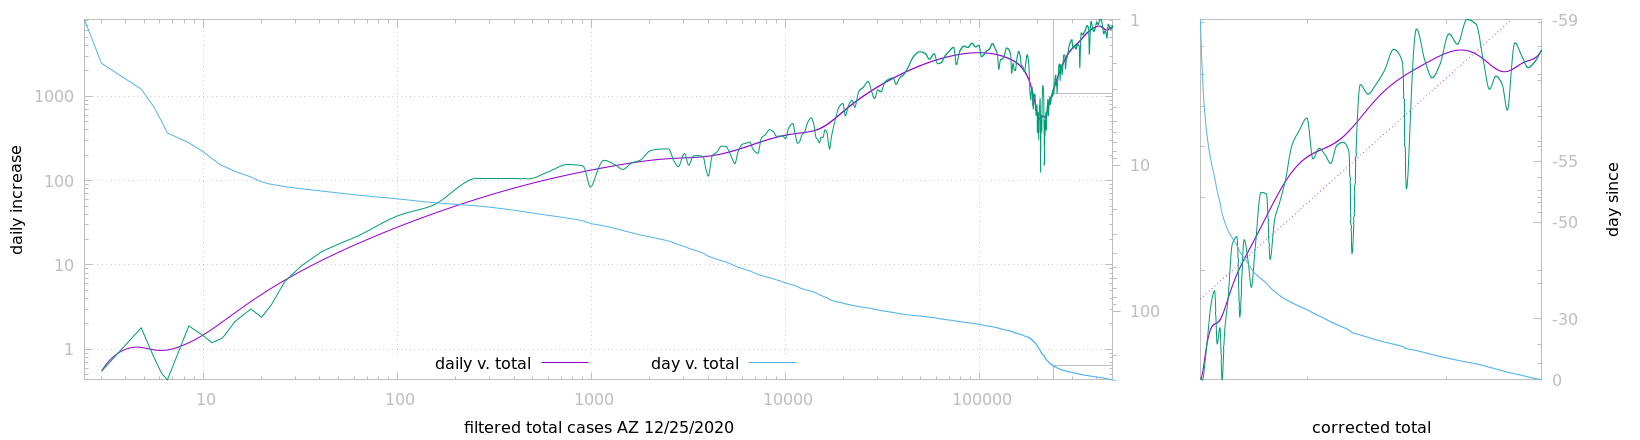 daily increase
1000
100
10
1
1
10
100
daily v. total
day v. total
10
100
1000
10000
100000
filtered total cases AZ 12/25/2020
-59
-55
-50
-30
0
day since
corrected total